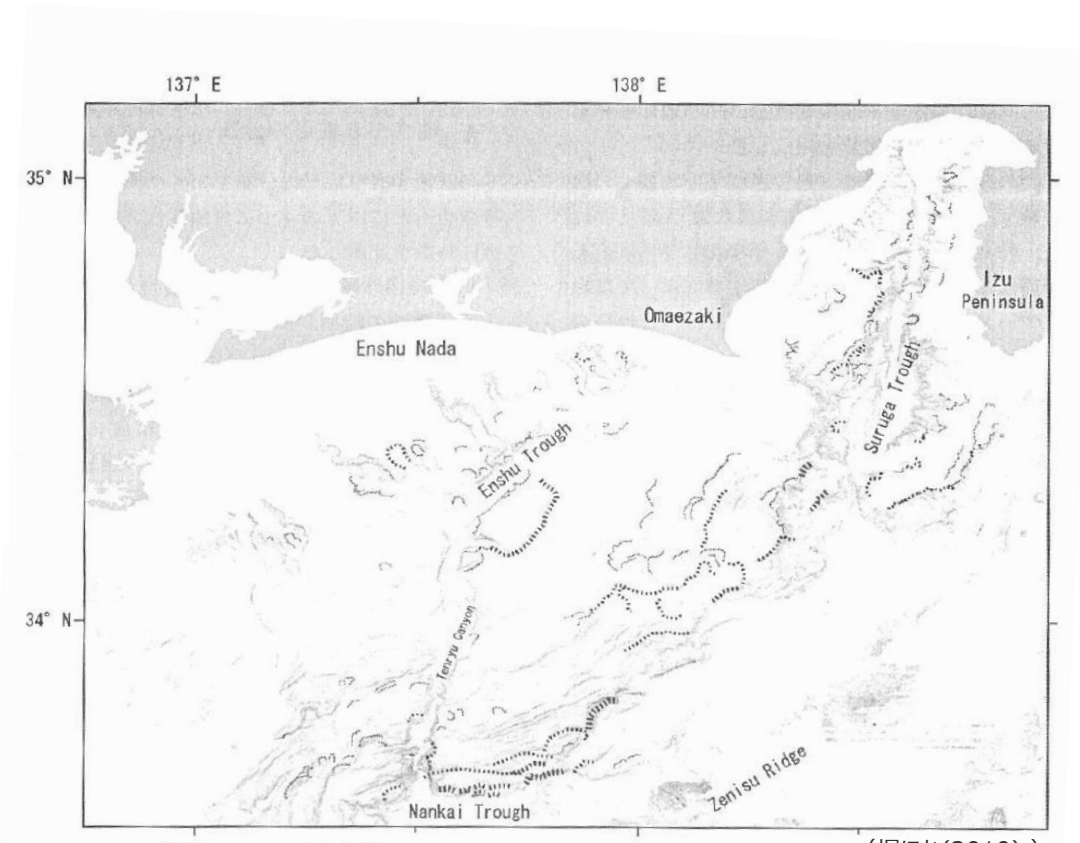 137° E
138° E
35° N
Izu
Peninsula
Omaezaki
Enshu Nada
Suruga Trough
Enshu Trough
34° N
Tenryu Canyon
Zenisu Ridge
Nankai Trough